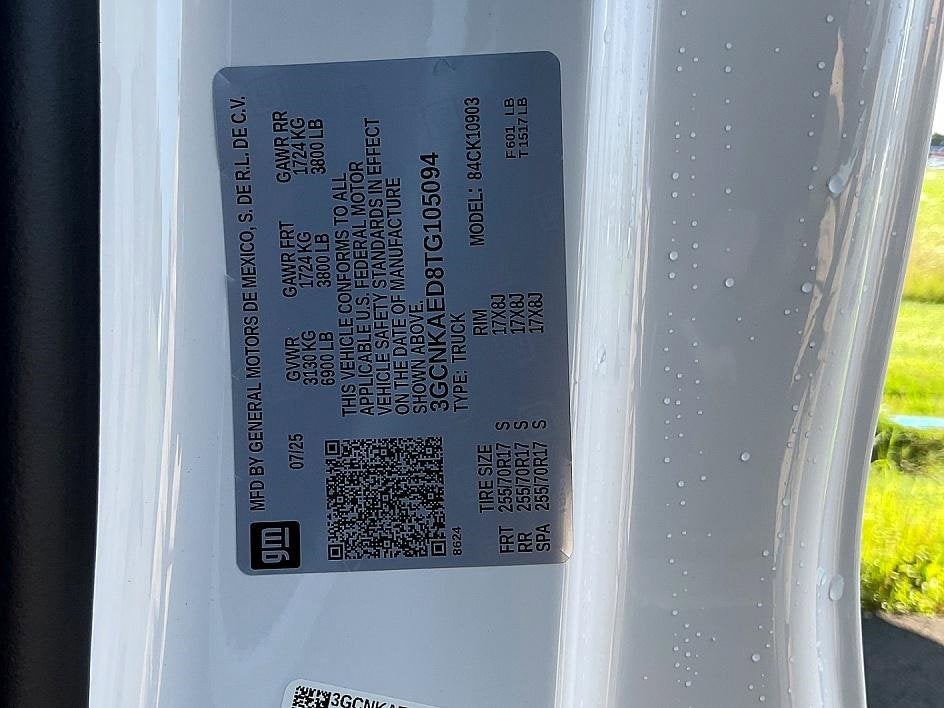 gm
MFD BY GENERAL MOTORS DE MEXICO, S. DE R.L. DE C.V.
07/25
GVWR GAWR FRT GAWR RR
3130 KG 1724 KG 1724 KG
6900 LB 3800 LB 3800 LB
THIS VEHICLE CONFORMS TO ALL
APPLICABLE U.S. FEDERAL MOTOR
VEHICLE SAFETY STANDARDS IN EFFECT
ON THE DATE OF MANUFACTURE
SHOWN ABOVE.
3GCNKAED8TG105094
8624
TYPE: TRUCK MODEL: 84CK10903
TIRE SIZE RIM
FRT 255/70R17 S 17X8J F 601 LB
RR 255/70R17 S 17X8J T 1517 LB
SPA 255/70R17 S 17X8J
3GCNKAE